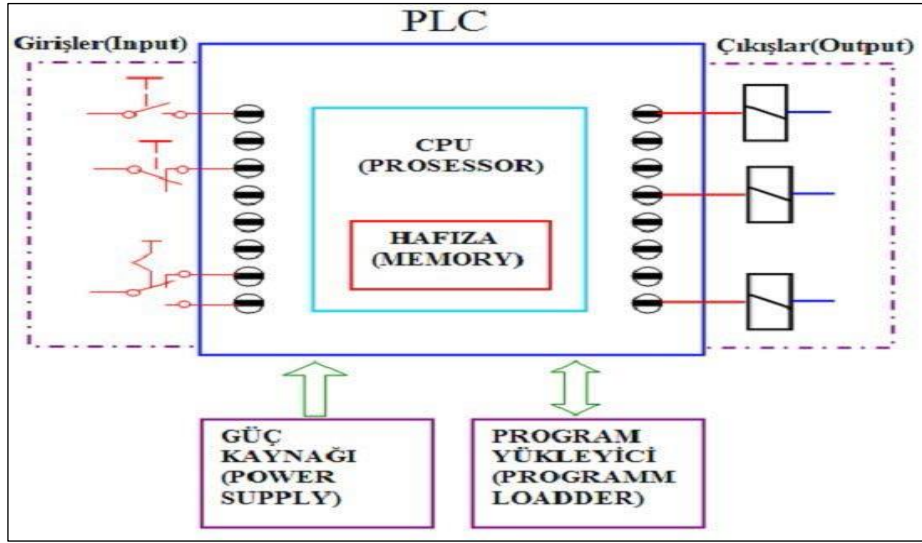 PLC
Girişler(Input)
Çıkışlar(Output)
CPU
(PROSESSOR)
HAFIZA
(MEMORY)
GÜÇ
KAYNAĞI
(POWER
SUPPLY)
PROGRAM
YÜKLEYİCİ
(PROGRAMM
LOADDER)